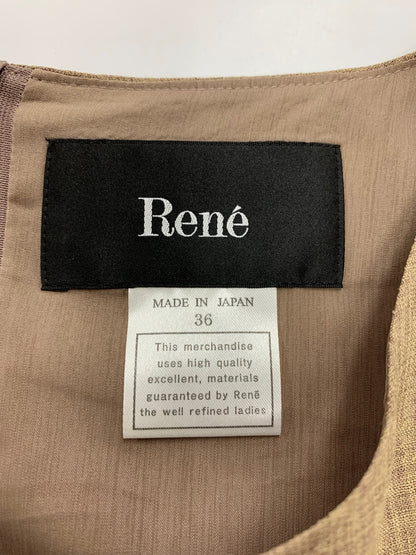 René
MADE IN JAPAN
36
This merchandise
uses high quality
excellent, materials
guaranteed by René
the well refined ladies